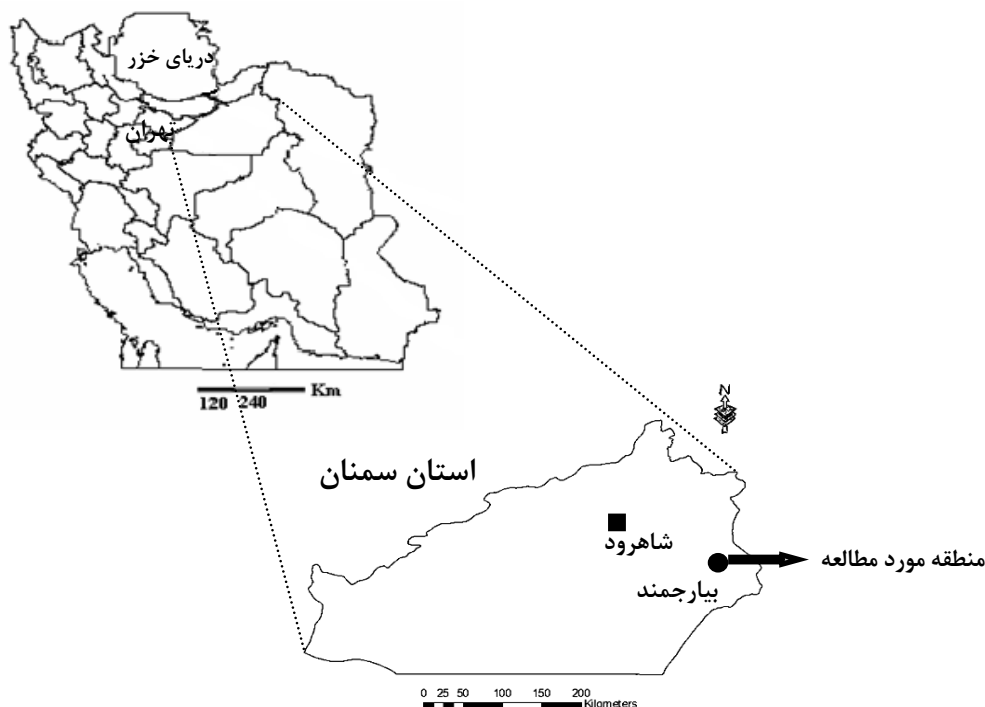 دریای خزر
تهران
120 240 Km
N
استان سمنان
شاهرود
منطقه مورد مطالعه
بیارجمند
0 25 50 100 150 200
Kilometers